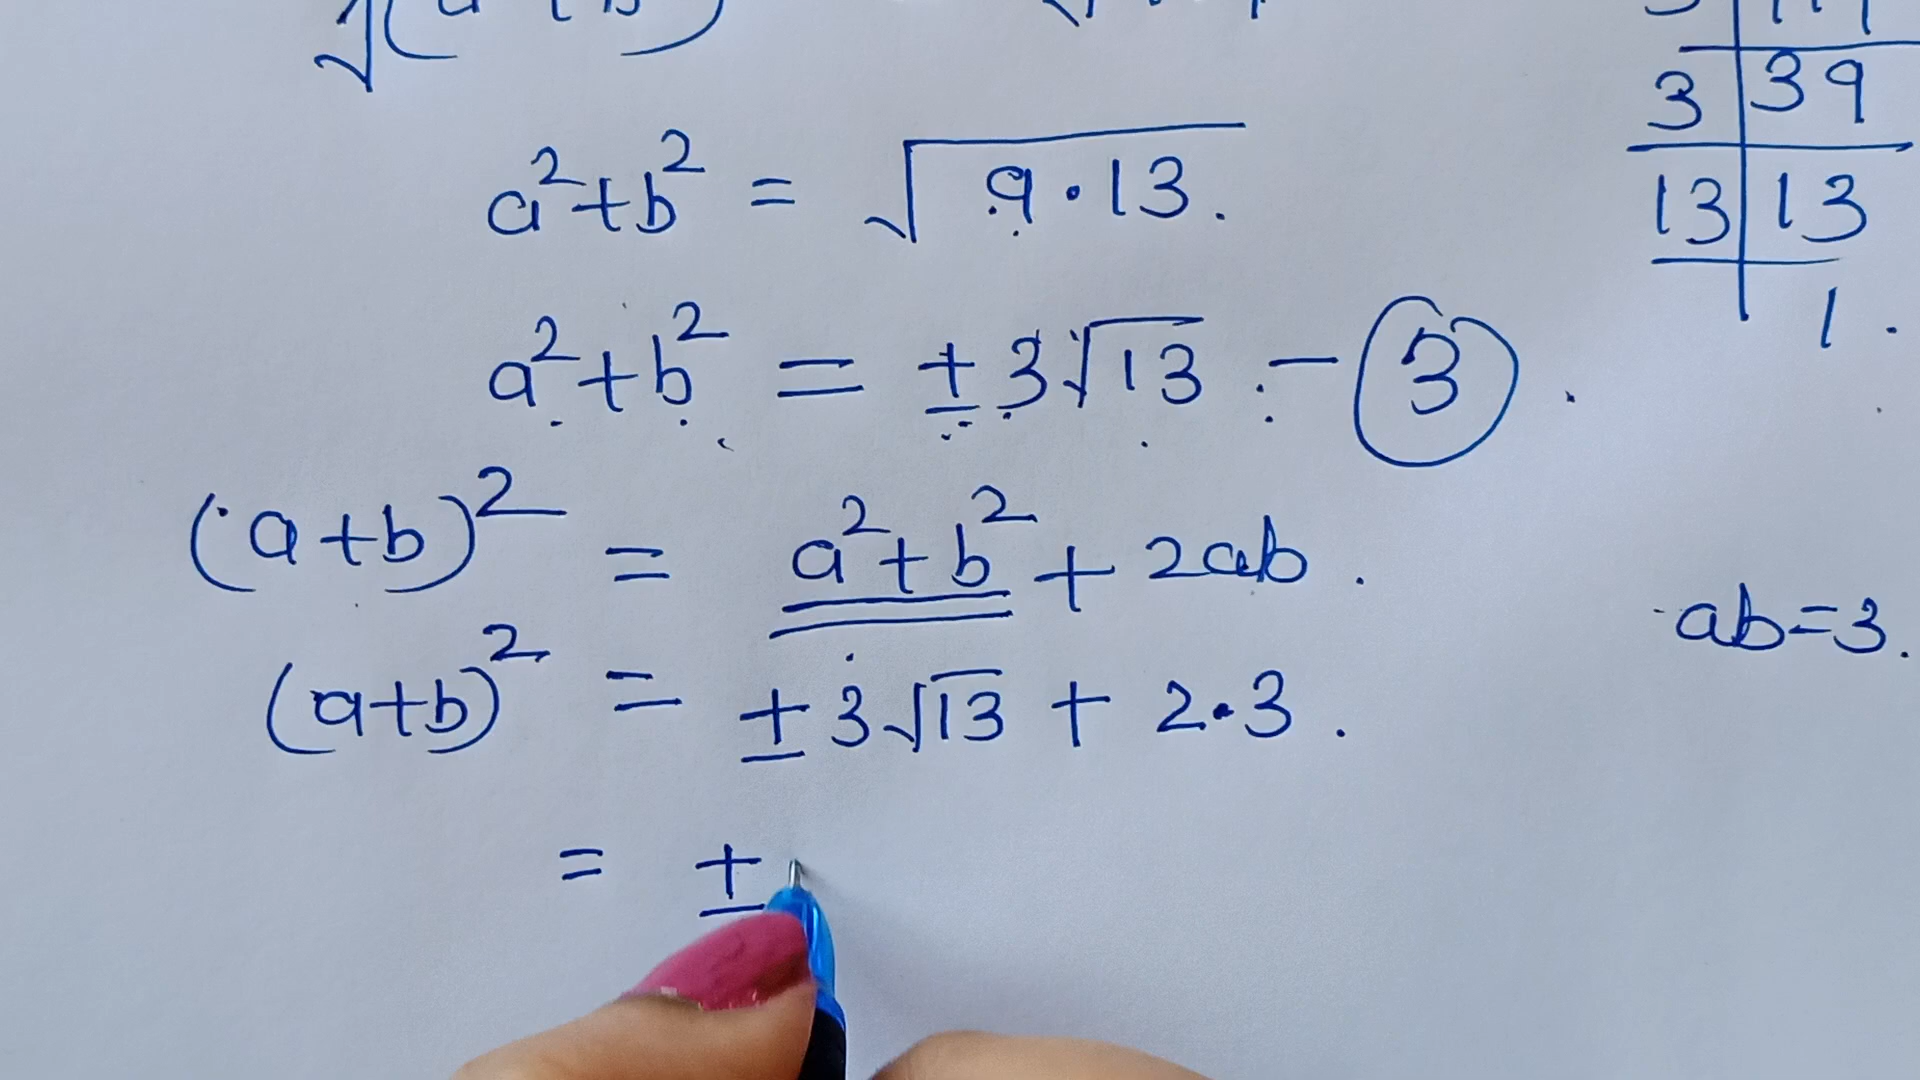 a²+b² = √9·13.
a²+b² = ±3√13 :- ③.
(a+b)² = a²+b² + 2ab.
(a+b)² = ±3√13 + 2·3.
= ±
3 | 39
13 | 13
1.
ab=3.